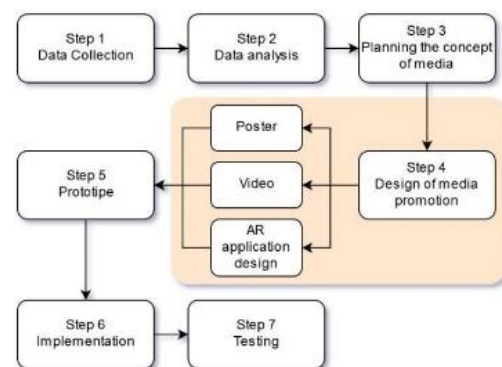 Step 1
Data Collection
Step 2
Data analysis
Step 3
Planning the concept
of media
Poster
Video
AR
application
design
Step 4
Design of media
promotion
Step 5
Prototipe
Step 6
Implementation
Step 7
Testing